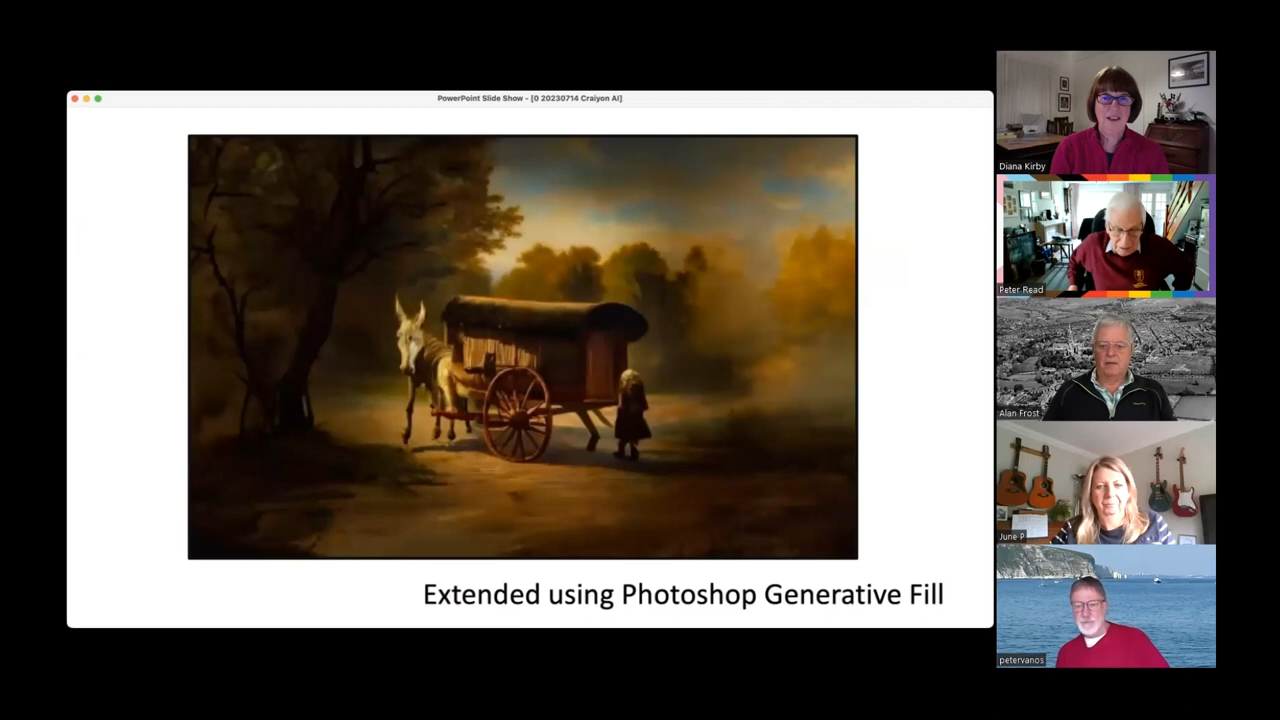 PowerPoint Slide Show - [0 20230714 Craiyon Ai]
Extended using Photoshop Generative Fill
Diana Kirby
Peter Read
Alan Frost
June P
petervanos